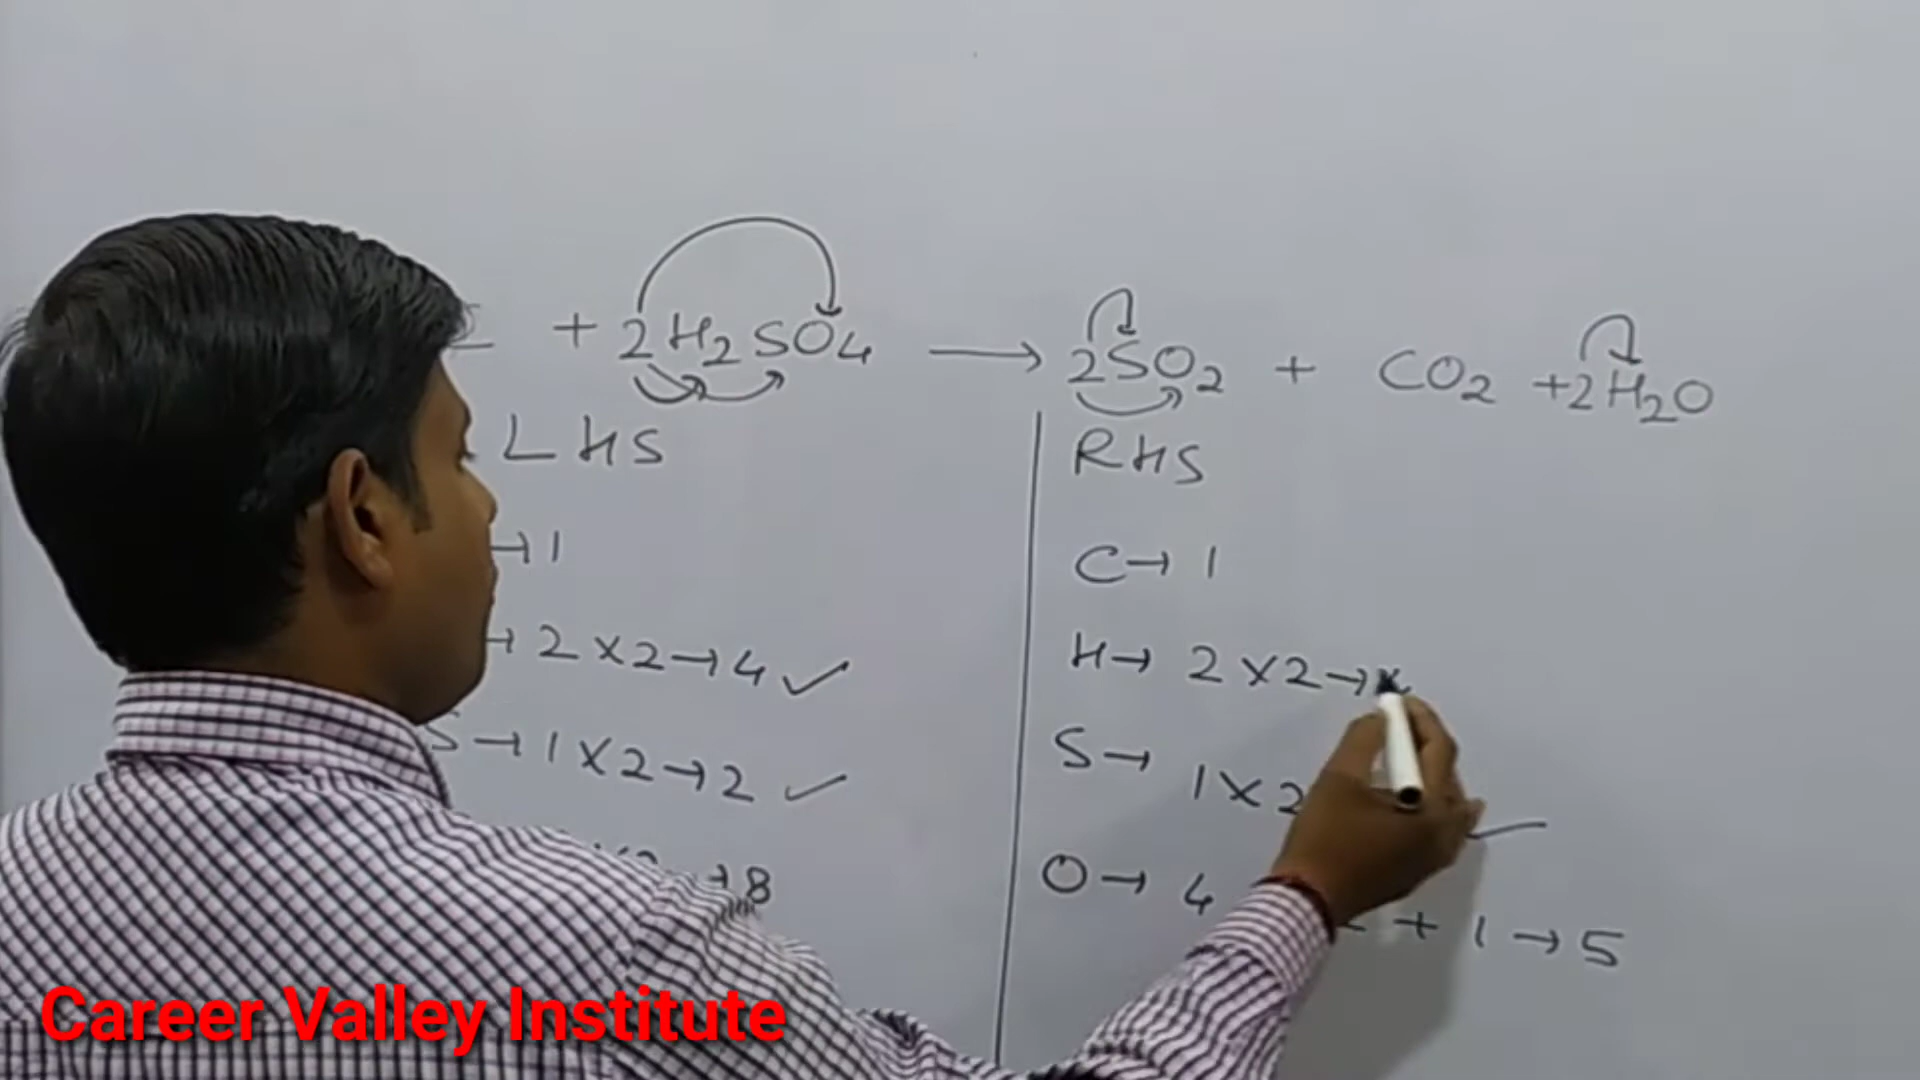 + 2H2SO4 → 2SO2 + CO2 + 2H2O
LHS
RHS
→ 1
C → 1
→ 2 × 2 → 4 ✓
H → 2 × 2 →
S → 1 × 2 → 2 ✓
S → 1 × 2
→ 8
O → 4 + 1 → 5
Career Valley Institute